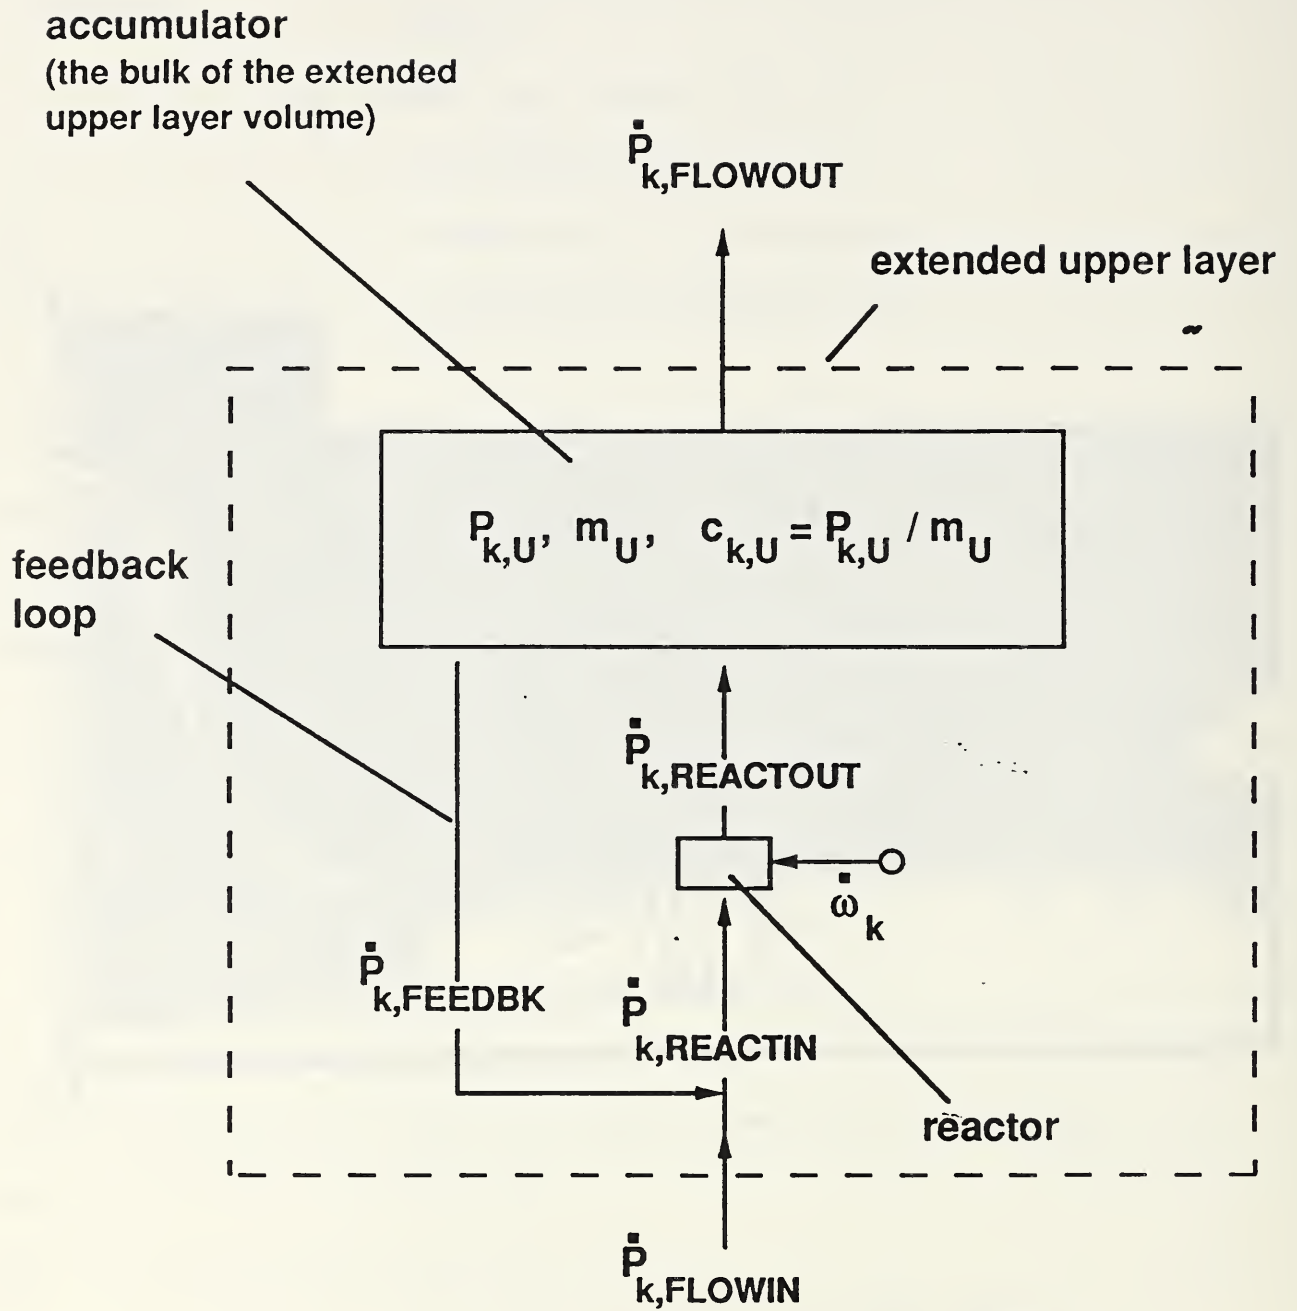 accumulator
(the bulk of the extended
upper layer volume)
Ṗk,FLOWOUT
extended upper layer
Pk,U, mU, ck,U = Pk,U / mU
feedback
loop
Ṗk,REACTOUT
ω̇k
Ṗk,FEEDBK
Ṗk,REACTIN
reactor
Ṗk,FLOWIN